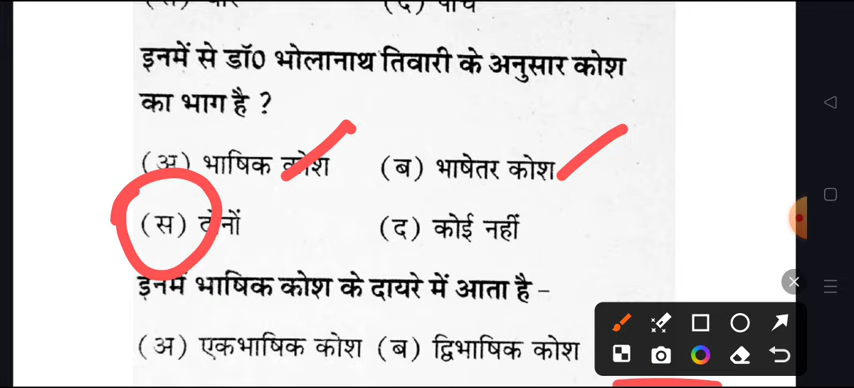 इनमें से डॉ0 भोलानाथ तिवारी के अनुसार कोश
का भाग है ?
(अ) भाषिक कोश (ब) भाषेतर कोश
(स) दोनों (द) कोई नहीं
इनमें भाषिक कोश के दायरे में आता है –
(अ) एकभाषिक कोश (ब) द्विभाषिक कोश